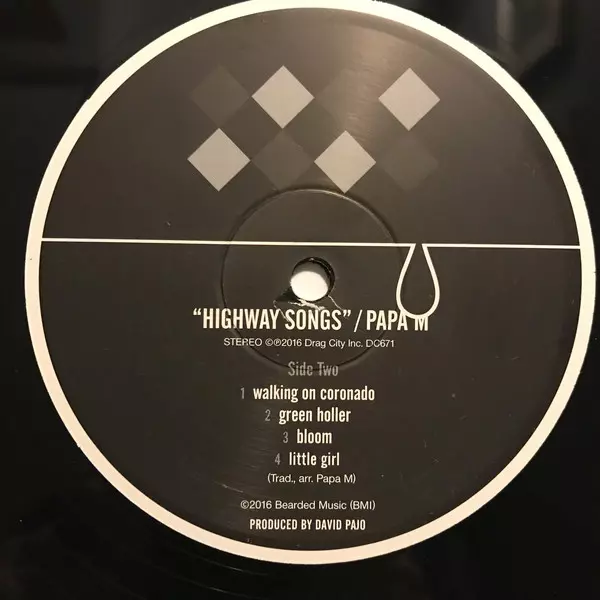 "HIGHWAY SONGS" / PAPA M
STEREO ©℗2016 Drag City Inc. DC671
Side Two
1 walking on coronado
2 green holler
3 bloom
4 little girl
(Trad., arr. Papa M)
©2016 Bearded Music (BMI)
PRODUCED BY DAVID PAJO